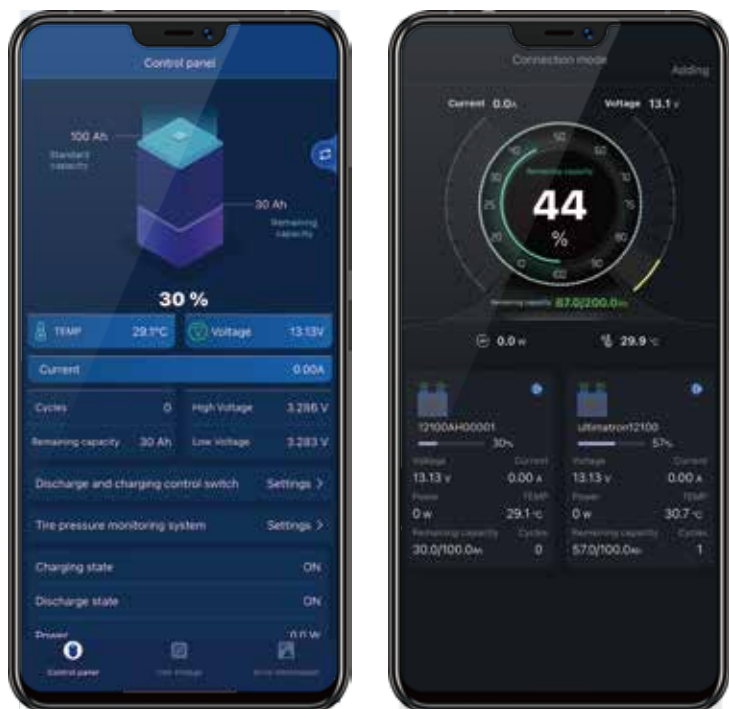 Control panel
100 Ah
Standard
capacity
30 Ah
Remaining
capacity
30 %
TEMP 29.1°C Voltage 13.13V
Current 0.00A
Cycles 0 High Voltage 3.286 V
Remaining capacity 30 Ah Low Voltage 3.283 V
Discharge and charging control switch Settings >
Tire pressure monitoring system Settings >
Charging state ON
Discharge state ON
Power 0.0 W
Control panel
Connection mode
Adding
Current 0.0A Voltage 13.1 V
Remaining capacity
44
%
Remaining capacity 87.0/200.0Ah
0.0 w 29.9 °C
12100AH00001
30%
Voltage Current
13.13 v 0.00 A
Power TEMP
0 w 29.1 °C
Remaining capacity Cycles
30.0/100.0Ah 0
ultimatron12100
57%
Voltage Current
13.13 v 0.00 A
Power TEMP
0 w 30.7 °C
Remaining capacity Cycles
57.0/100.0Ah 1